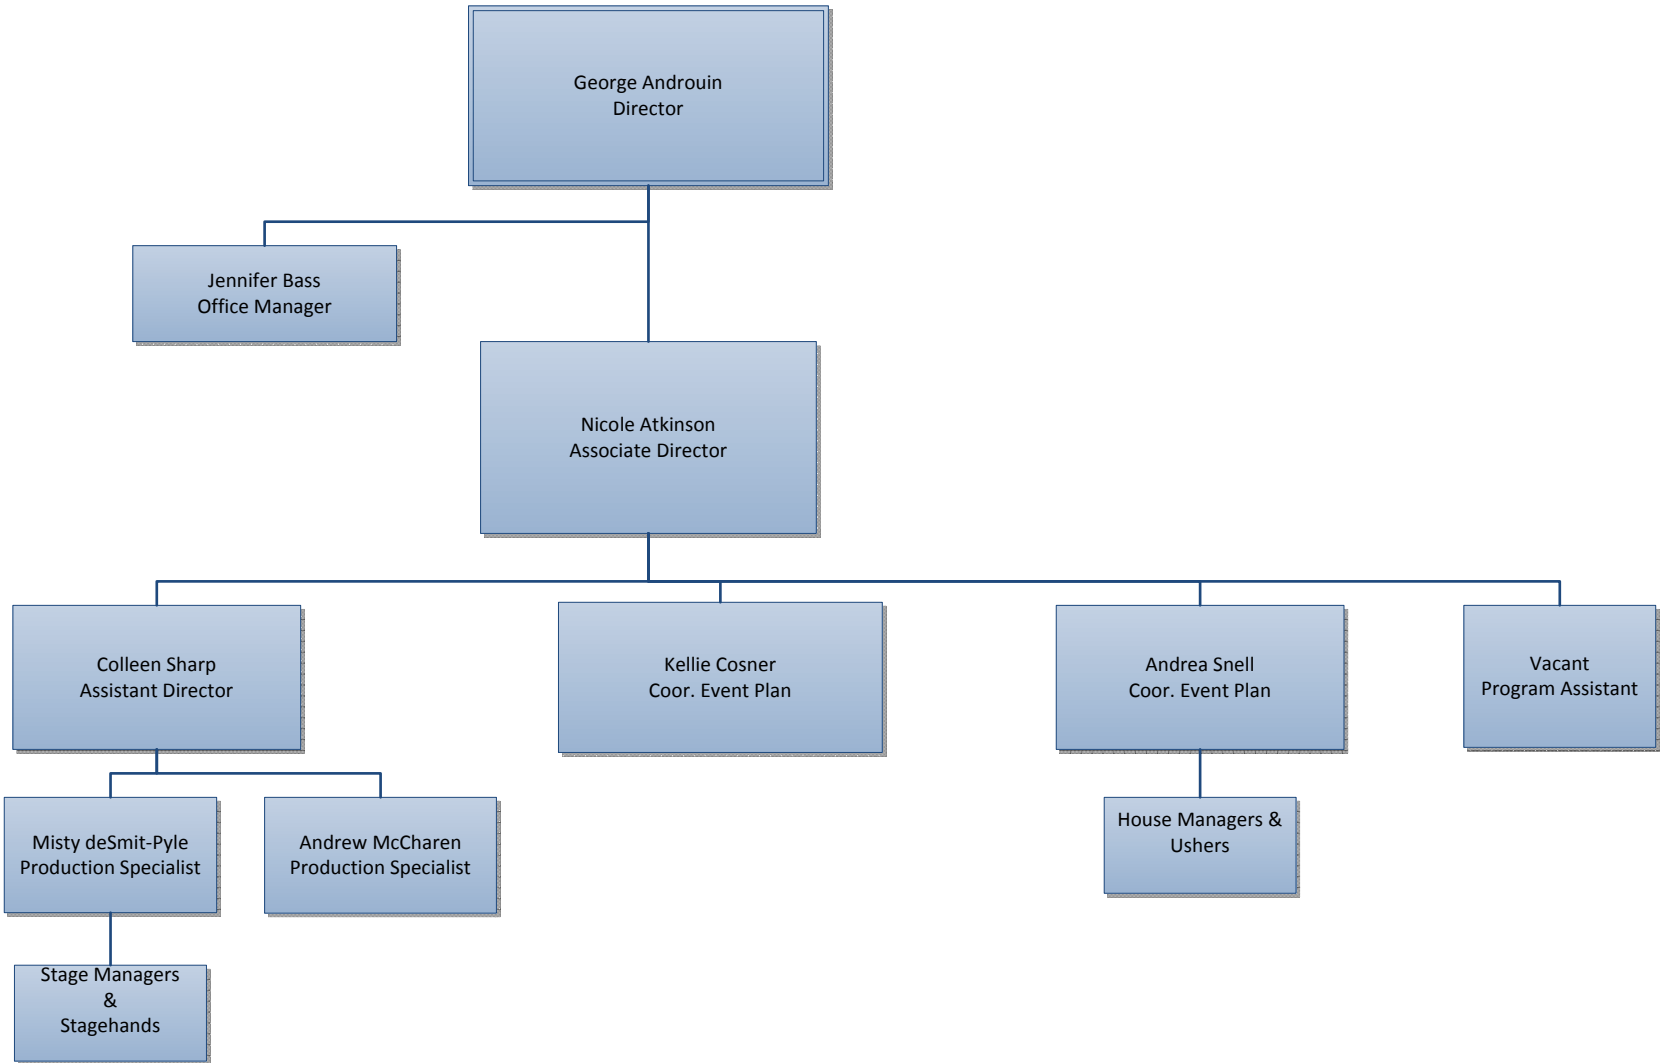 George Androuin
Director
Jennifer Bass
Office Manager
Nicole Atkinson
Associate Director
Colleen Sharp
Assistant Director
Kellie Cosner
Coor. Event Plan
Andrea Snell
Coor. Event Plan
Vacant
Program Assistant
Misty deSmit-Pyle
Production Specialist
Andrew McCharen
Production Specialist
House Managers &
Ushers
Stage Managers
&
Stagehands